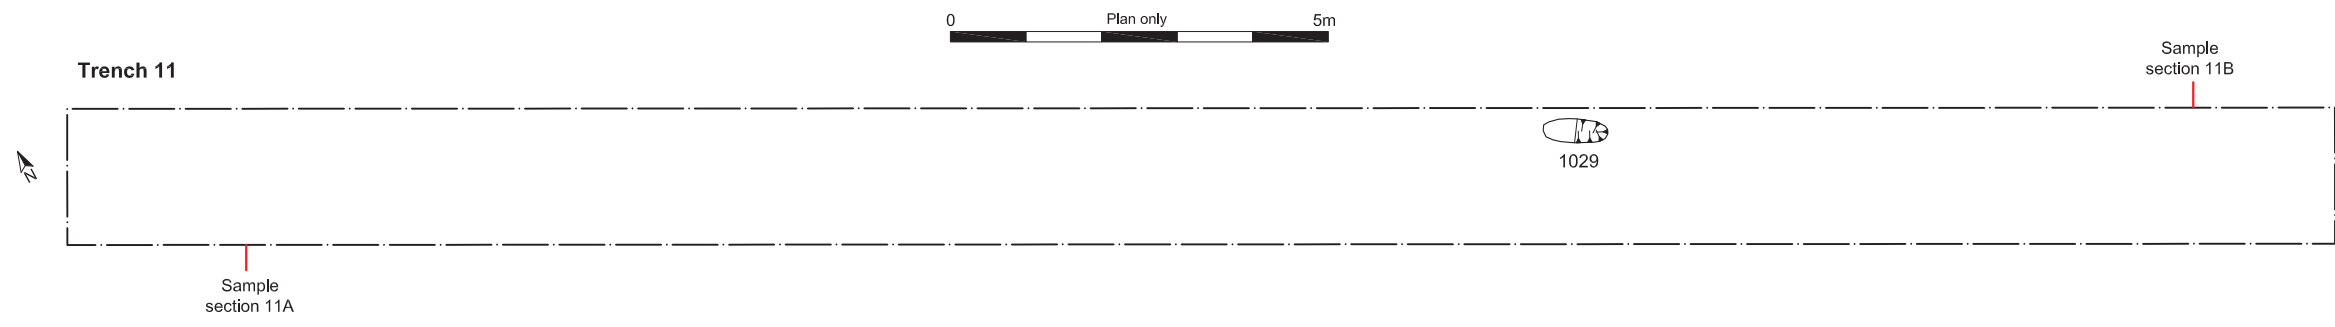 0 Plan only 5m
Sample
section 11B
Trench 11
1029
N
Sample
section 11A